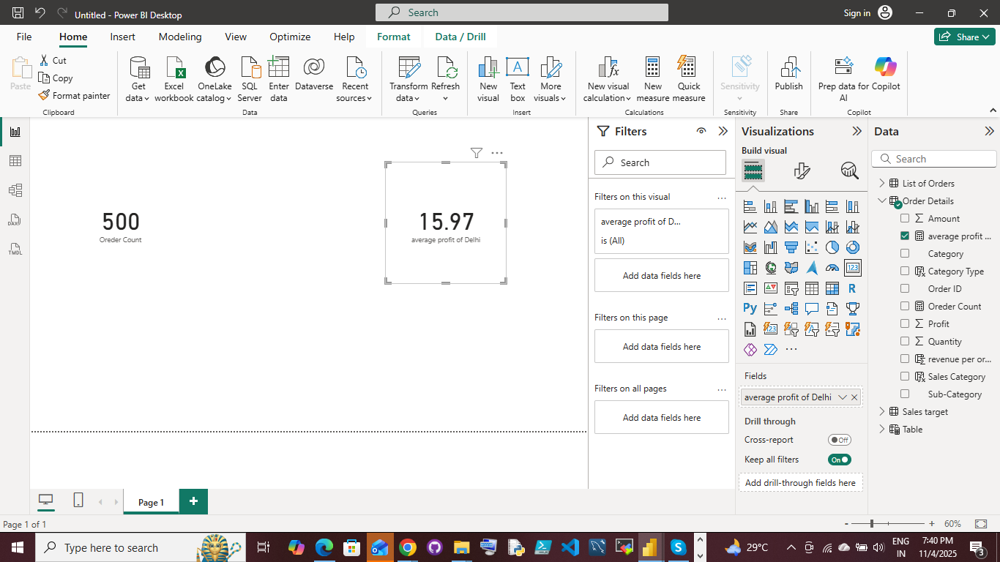 Untitled - Power BI Desktop
Search
Sign in
File
Home
Insert
Modeling
View
Optimize
Help
Format
Data / Drill
Share
Paste
Cut
Copy
Format painter
Clipboard
Get data
Excel workbook
OneLake catalog
SQL Server
Enter data
Dataverse
Recent sources
Data
Transform data
Refresh
Queries
New visual
Text box
More visuals
Insert
New visual calculation
New measure
Quick measure
Calculations
Sensitivity
Sensitivity
Publish
Share
Prep data for AI
Copilot
Copilot
DAX
TMDL
500
Oreder Count
15.97
average profit of Delhi
Filters
Search
Filters on this visual
average profit of D...
is (All)
Add data fields here
Filters on this page
Add data fields here
Filters on all pages
Add data fields here
Visualizations
Build visual
123
R
Py
123
Fields
average profit of Delhi
Drill through
Cross-report
Off
Keep all filters
On
Add drill-through fields here
Data
Search
List of Orders
Order Details
Amount
average profit ...
Category
Category Type
Order ID
Oreder Count
Profit
Quantity
revenue per or...
Sales Category
Sub-Category
Sales target
Table
Page 1
Page 1 of 1
60%
Type here to search
29°C
ENG
IN
7:40 PM
11/4/2025
3